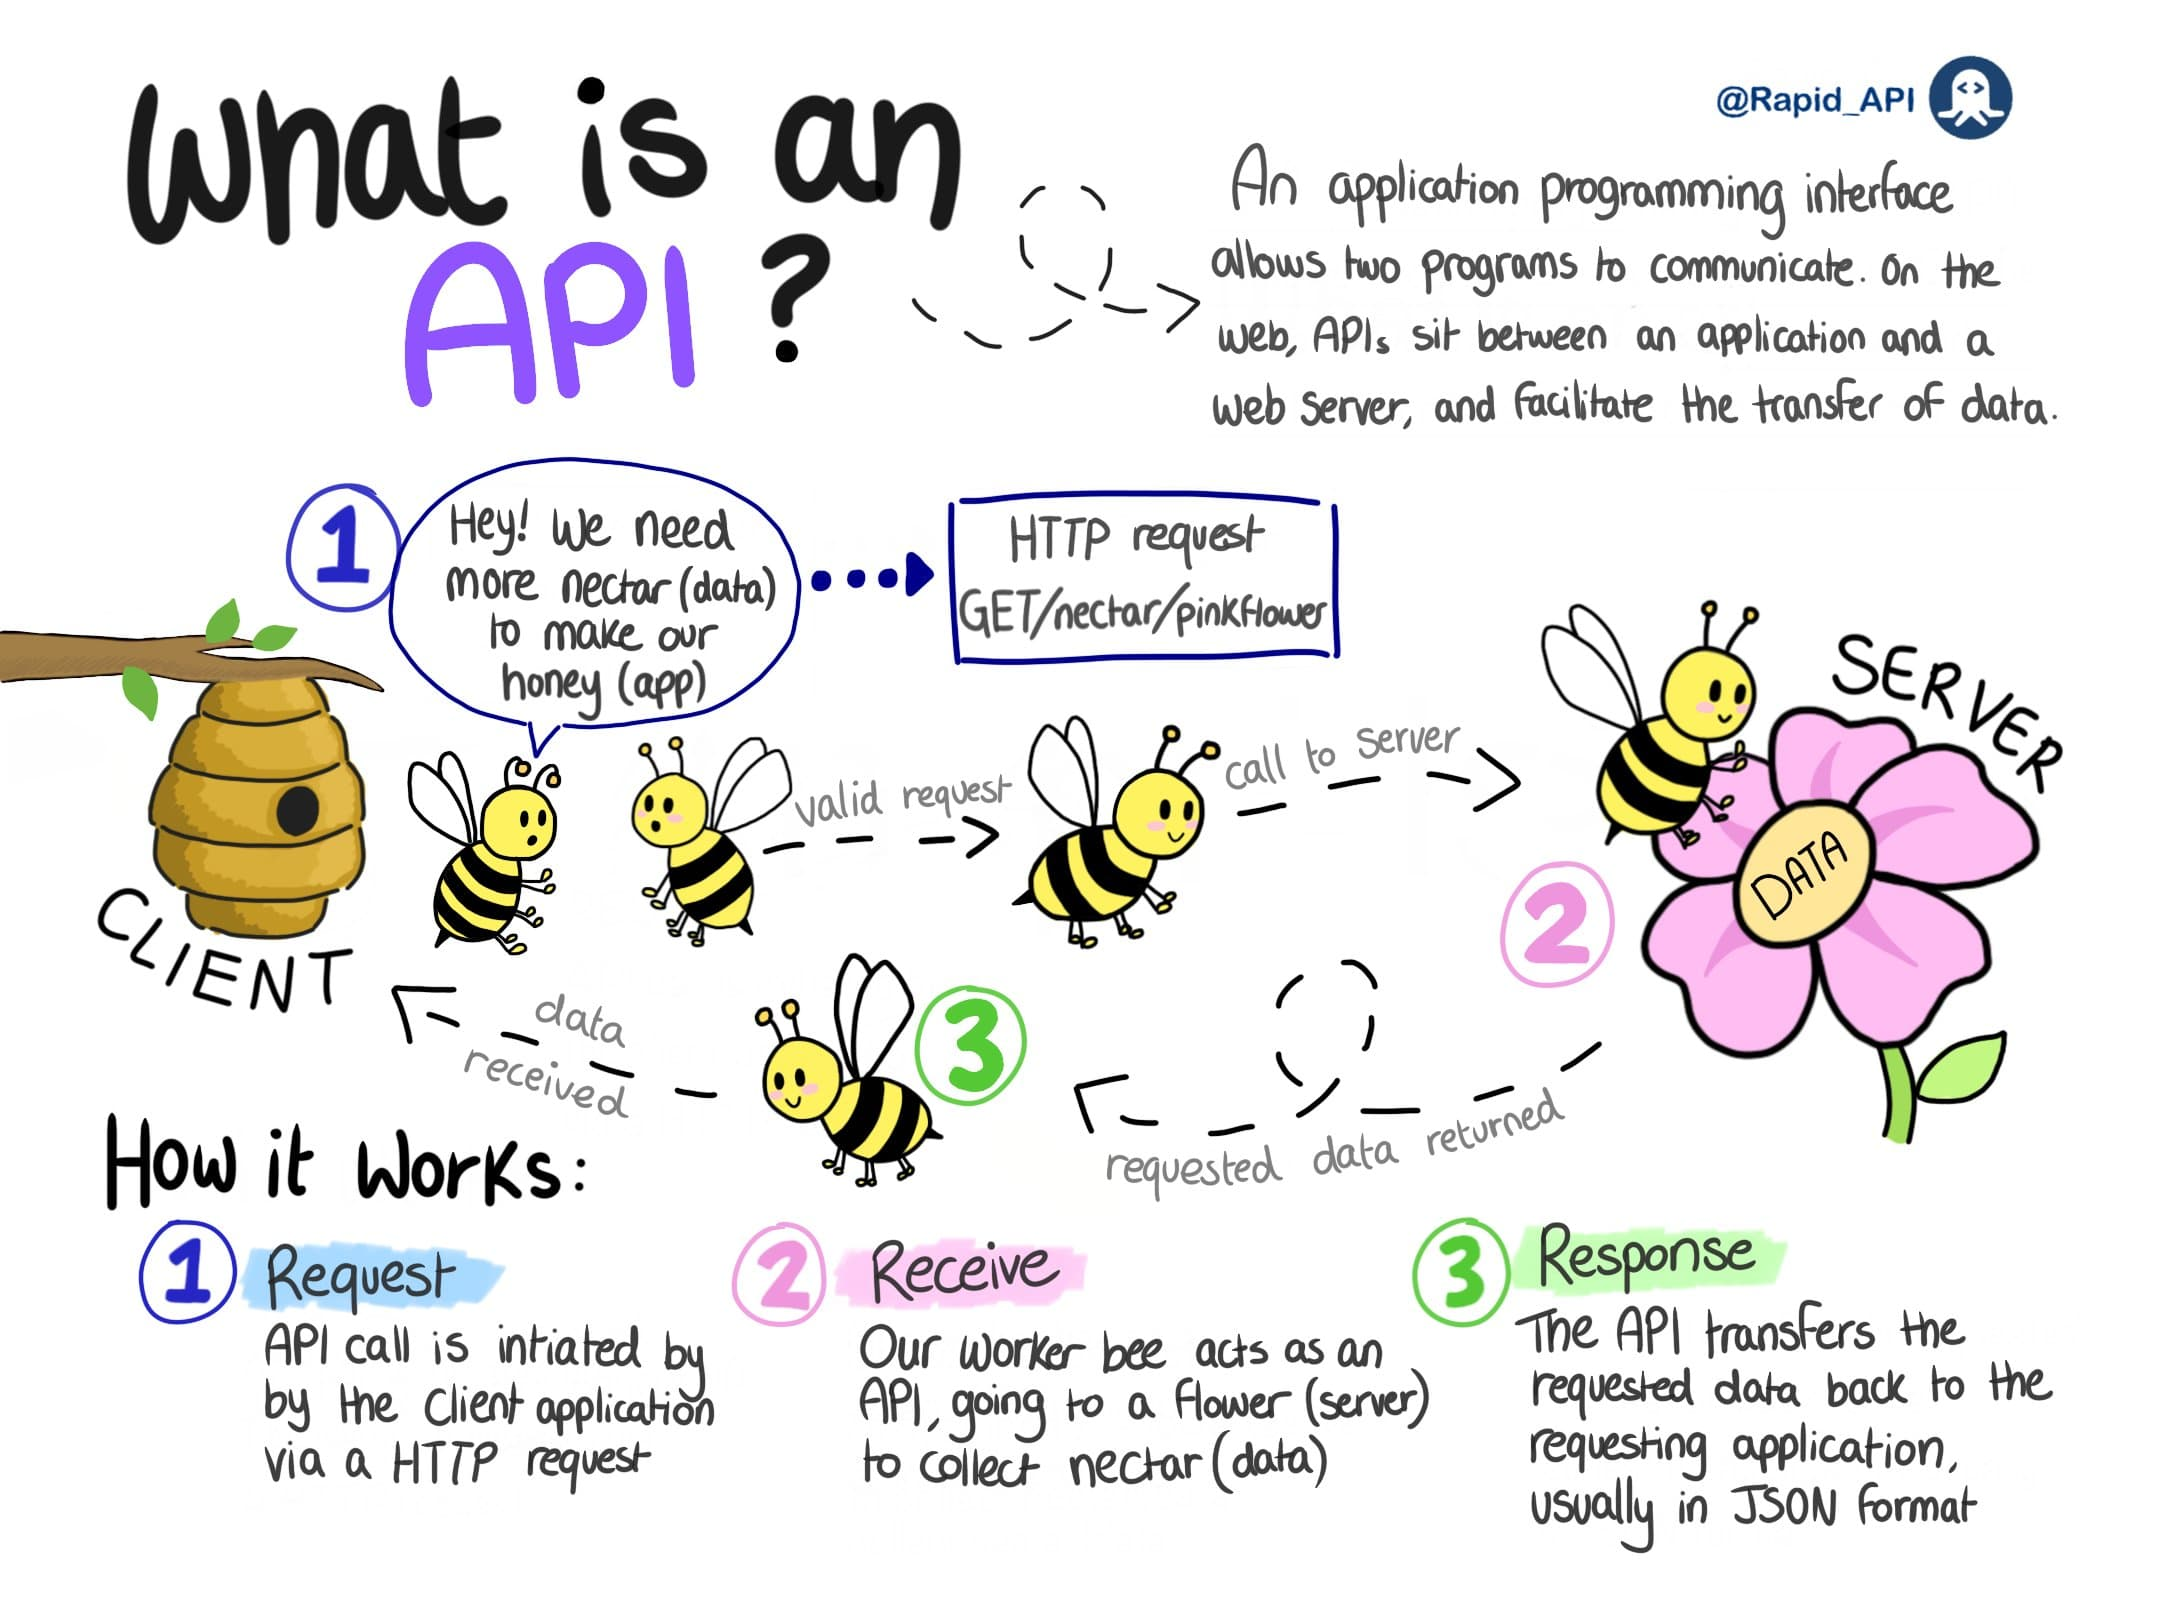 What is an
API?
@Rapid_API
An application programming interface
allows two programs to communicate. On the
web, APIs sit between an application and a
web server, and facilitate the transfer of data.
1
Hey! We need
more nectar (data)
to make our
honey (app)
HTTP request
GET/nectar/pinkflower
CLIENT
valid request
call to server
SERVER
DATA
2
3
data
received
requested data returned
How it works:
1 Request
API call is intiated by
by the client application
via a HTTP request
2 Receive
Our worker bee acts as an
API, going to a flower (server)
to collect nectar (data)
3 Response
The API transfers the
requested data back to the
requesting application,
usually in JSON format